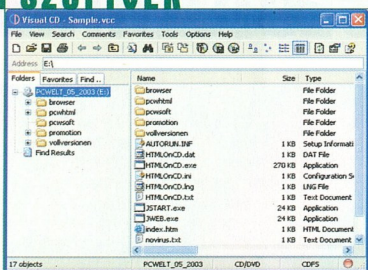 SZOFTVER
Visual CD - Sample.vcc
File View Search Comments Favorites Tools Options Help
Address E:\
Folders Favorites Find ..
PCWELT_05_2003 (E:)
browser
pcwhtml
pcwsoft
promotion
vollversionen
Find Results
Name Size Type
browser File Folder
pcwhtml File Folder
pcwsoft File Folder
promotion File Folder
vollversionen File Folder
AUTORUN.INF 1 KB Setup Informati
HTMLOnCD.dat 1 KB DAT File
HTMLOnCD.exe 270 KB Application
HTMLOnCD.ini 1 KB Configuration S
HTMLOnCD.lng 1 KB LNG File
HTMLOnCD.txt 1 KB Text Document
JSTART.exe 24 KB Application
JWEB.exe 24 KB Application
index.htm 1 KB HTML Document
novirus.txt 1 KB Text Document
17 objects PCWELT_05_2003 CD/DVD CDFS